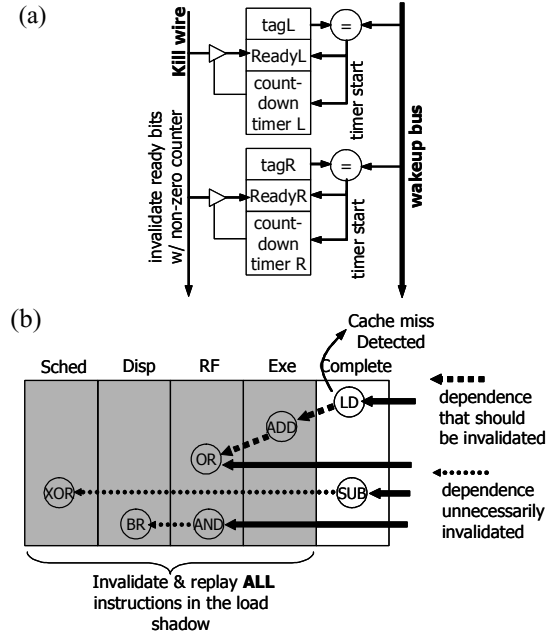 (a)
tagL
=
ReadyL
count-
down
timer L
timer start
Kill wire
invalidate ready bits
w/ non-zero counter
wakeup bus
tagR
=
ReadyR
count-
down
timer R
timer start
(b)
Cache miss
Detected
Sched
Disp
RF
Exe
Complete
LD
ADD
OR
XOR
SUB
BR
AND
dependence
that should
be invalidated
dependence
unnecessarily
invalidated
Invalidate & replay ALL
instructions in the load
shadow